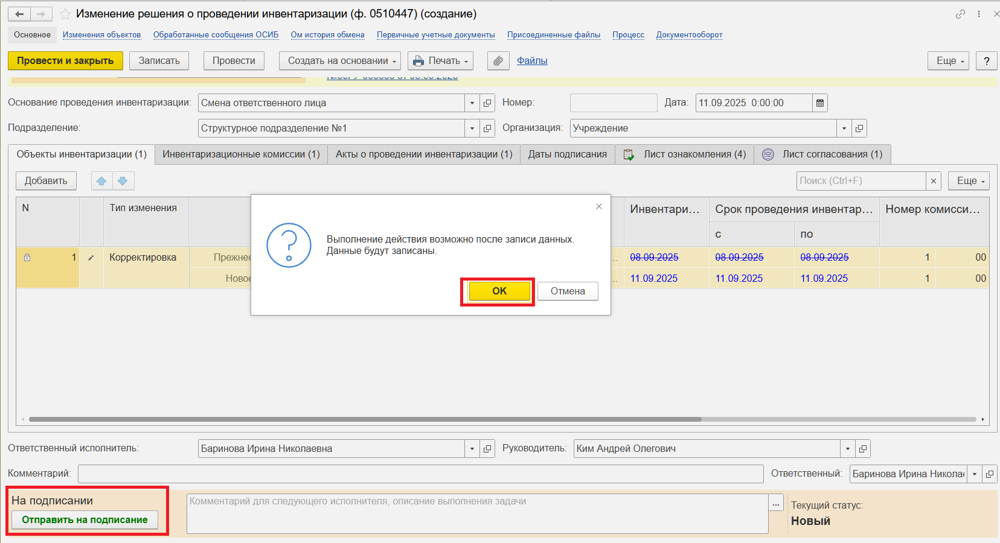 Изменение решения о проведении инвентаризации (ф. 0510447) (создание)
Основное Изменения объектов Обработанные сообщения ОСИБ Ом история обмена Первичные учетные документы Присоединенные файлы Процесс Документооборот
Провести и закрыть Записать Провести Создать на основании Печать Файлы Еще ?
Основание проведения инвентаризации: Смена ответственного лица Номер: Дата: 11.09.2025 0:00:00
Подразделение: Структурное подразделение №1 Организация: Учреждение
Объекты инвентаризации (1) Инвентаризационные комиссии (1) Акты о проведении инвентаризации (1) Даты подписания Лист ознакомления (4) Лист согласования (1)
Добавить Поиск (Ctrl+F) × Еще
N Тип изменения Инвентари... Срок проведения инвентар... Номер комисси...
с по
1 Корректировка Прежнее 08.09.2025 08.09.2025 08.09.2025 1 00
Новое 11.09.2025 11.09.2025 11.09.2025 1 00
Выполнение действия возможно после записи данных.
Данные будут записаны.
OK Отмена
Ответственный исполнитель: Баринова Ирина Николаевна Руководитель: Ким Андрей Олегович
Комментарий: Ответственный: Баринова Ирина Никола
На подписании
Отправить на подписание
Комментарий для следующего исполнителя, описание выполнения задачи
...
Текущий статус:
Новый